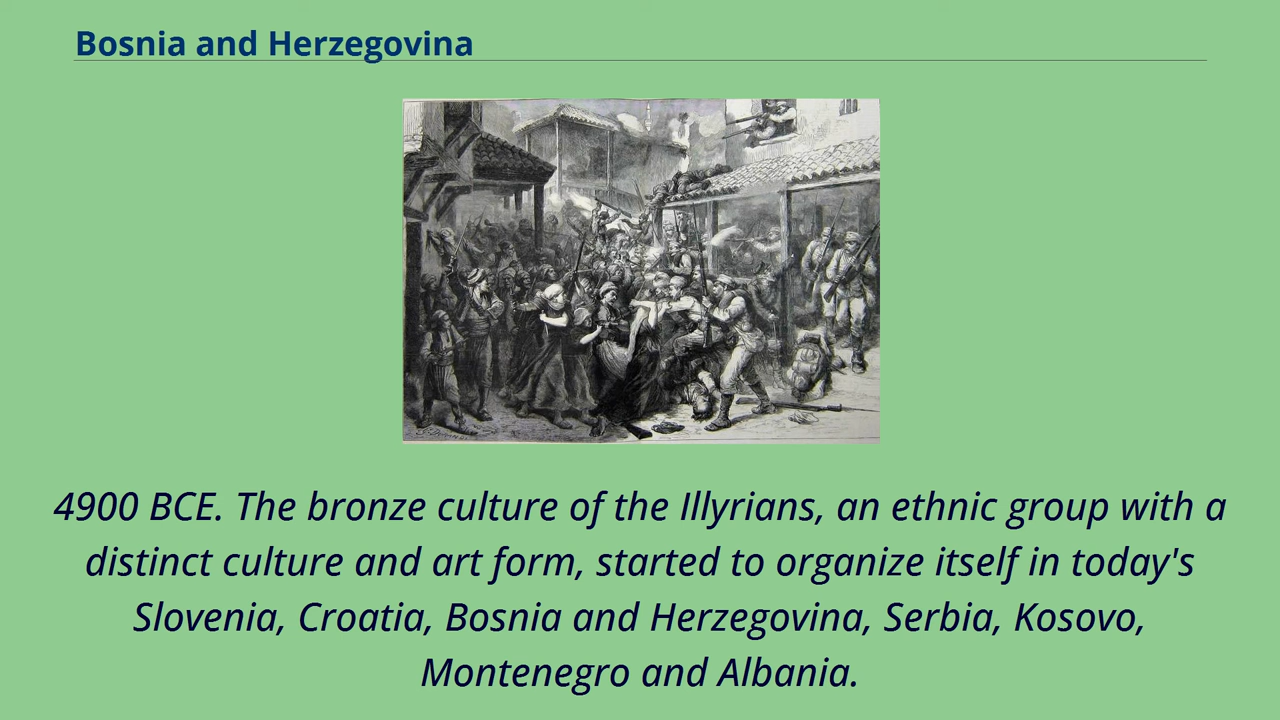 Bosnia and Herzegovina
4900 BCE. The bronze culture of the Illyrians, an ethnic group with a
distinct culture and art form, started to organize itself in today's
Slovenia, Croatia, Bosnia and Herzegovina, Serbia, Kosovo,
Montenegro and Albania.